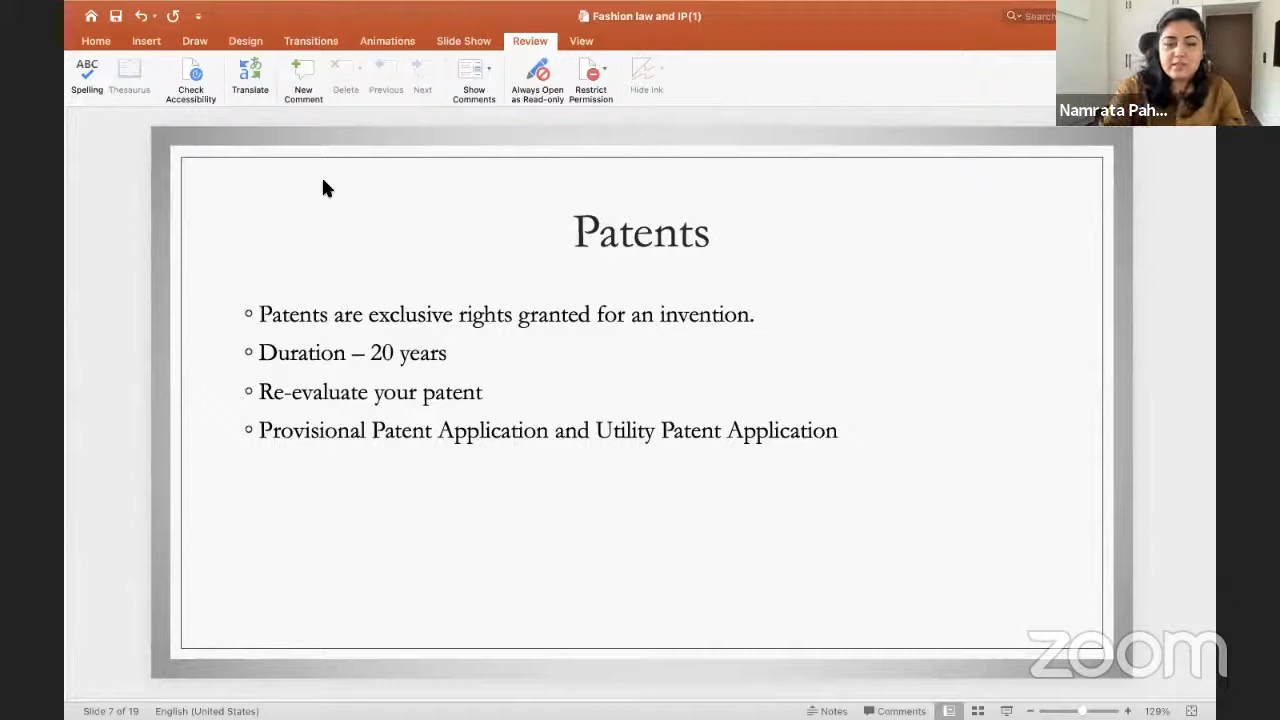 Fashion law and IP(1)
Search
Home Insert Draw Design Transitions Animations Slide Show Review View
ABC
Spelling Thesaurus Check Accessibility Translate New Comment Delete Previous Next Show Comments Always Open as Read-only Restrict Permission Hide Ink
Namrata Pah...
Patents
Patents are exclusive rights granted for an invention.
Duration – 20 years
Re-evaluate your patent
Provisional Patent Application and Utility Patent Application
zoom
Slide 7 of 19 English (United States) Notes Comments 129%